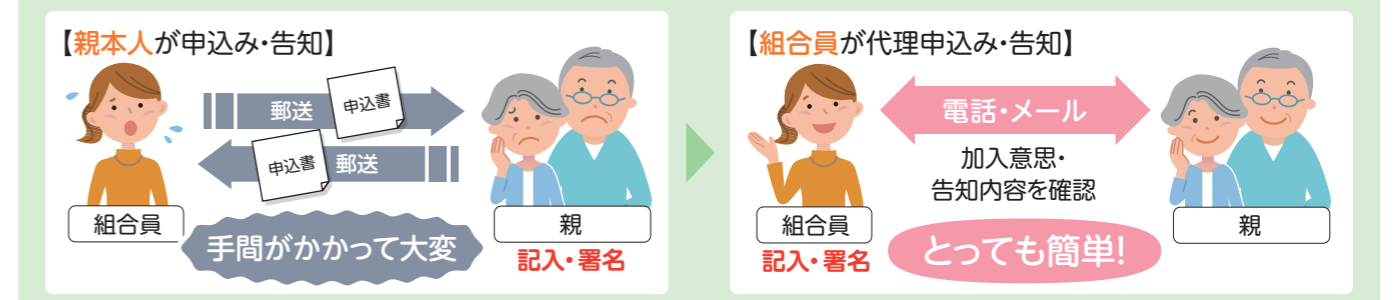 【親本人が申込み・告知】
郵送
申込書
申込書
郵送
組合員
手間がかかって大変
親
記入・署名
【組合員が代理申込み・告知】
電話・メール
加入意思・
告知内容を確認
組合員
記入・署名
とっても簡単!
親